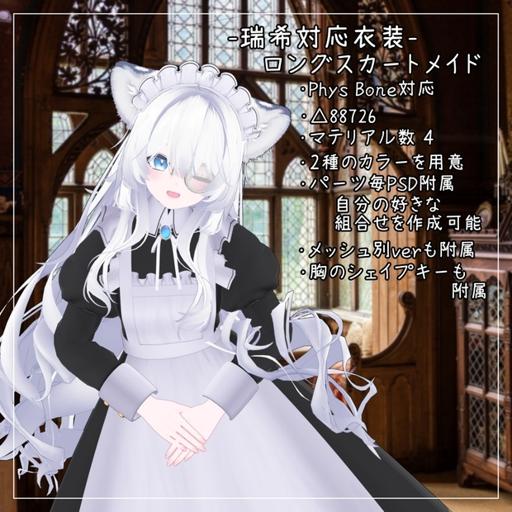 -瑞希対応衣装-
ロングスカートメイド
・Phys Bone対応
・△88726
・マテリアル数 4
・2種のカラーを用意
・パーツ毎PSD附属
自分の好きな
組合せを作成可能
・メッシュ別verも附属
・胸のシェイプキーも
附属